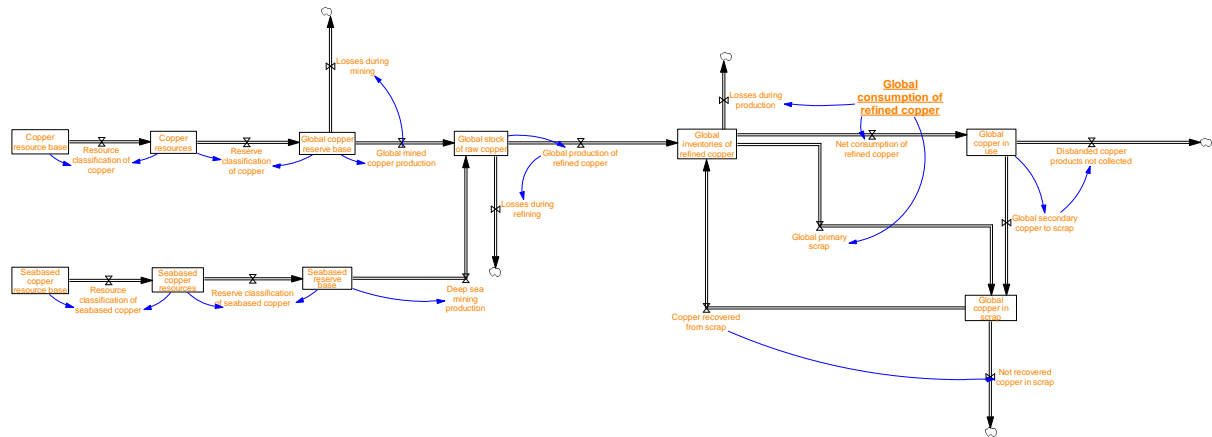 Losses during
mining
Global
consumption of
refined copper
Losses during
production
Copper
resource base
Resource
classification of
copper
Copper
resources
Reserve
classification
of copper
Global copper
reserve base
Global mined
copper production
Global stock
of raw copper
Global production of
refined copper
Global
inventories of
refined copper
Net consumption of
refined copper
Global
copper in
use
Disbanded copper
products not collected
Losses during
refining
Global secondary
copper to scrap
Global primary
scrap
Seabased
copper
resource base
Resource
classification of
seabased copper
Seabased
copper
resources
Reserve classification
of seabased copper
Seabased
reserve base
Deep sea
mining
production
Copper recovered
from scrap
Global
copper in
scrap
Not recovered
copper in scrap